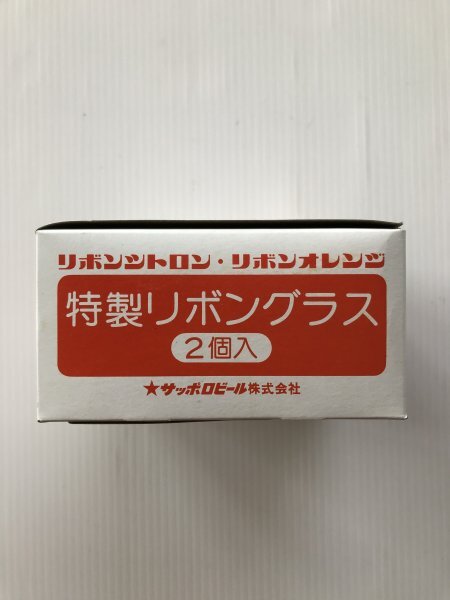 リボンシトロン・リボンオレンジ
特製リボングラス
2個入
★サッポロビール株式会社